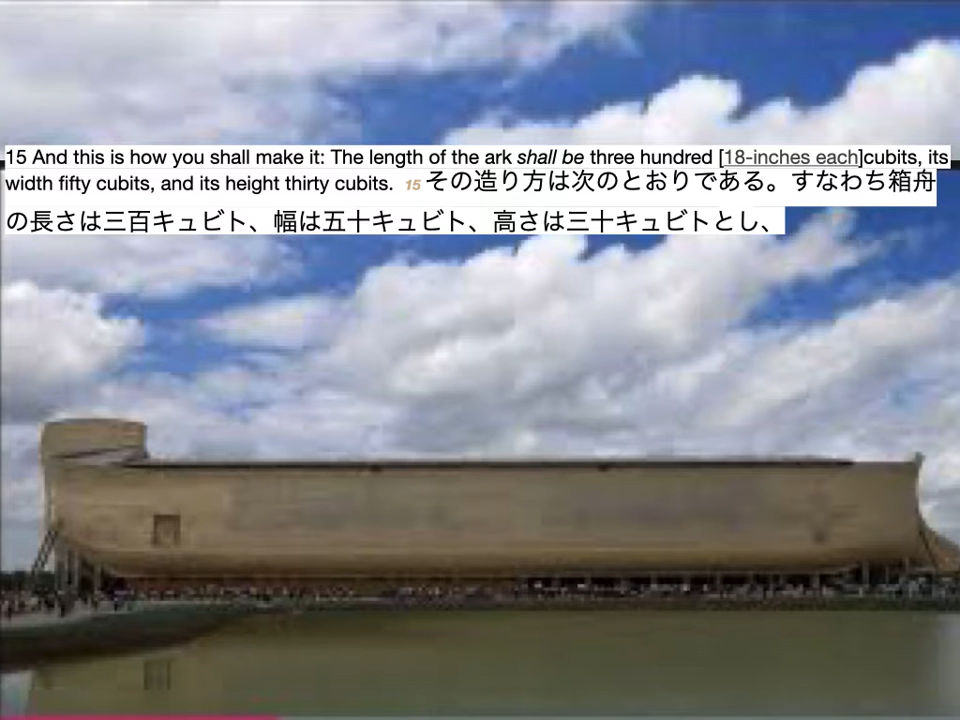 15 And this is how you shall make it: The length of the ark shall be three hundred [18-inches each]cubits, its
width fifty cubits, and its height thirty cubits. 15 その造り方は次のとおりである。すなわち箱舟
の長さは三百キュビト、幅は五十キュビト、高さは三十キュビトとし、